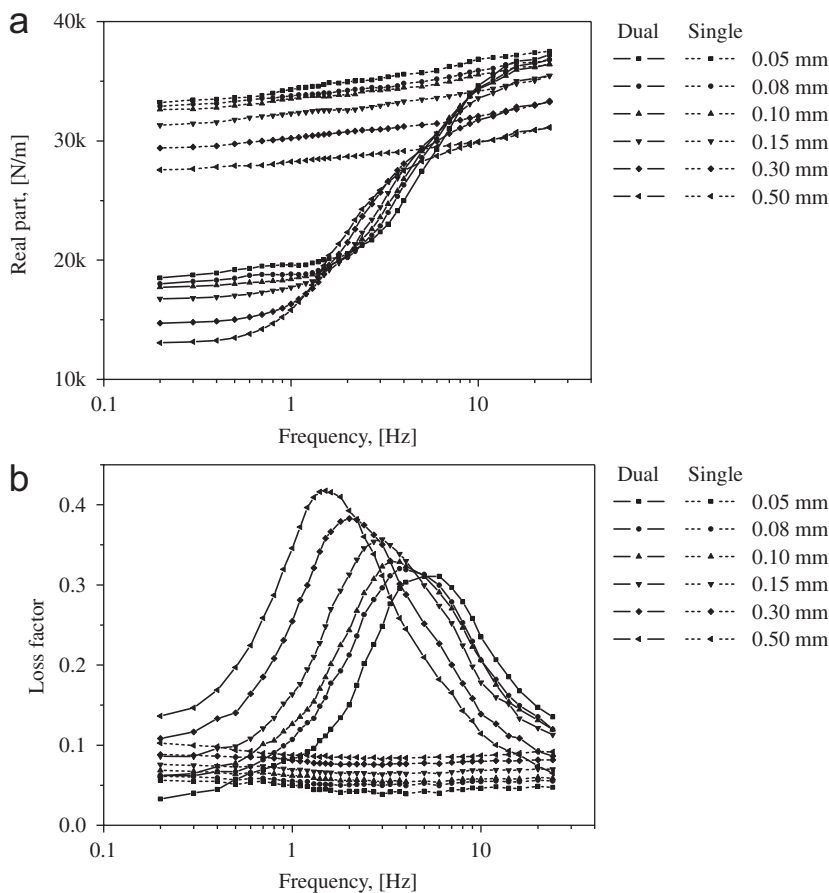 a
40k
30k
20k
10k
Real part, [N/m]
0.1
1
10
Frequency, [Hz]
Dual Single
0.05 mm
0.08 mm
0.10 mm
0.15 mm
0.30 mm
0.50 mm
b
0.4
0.3
0.2
0.1
0.0
Loss factor
0.1
1
10
Frequency, [Hz]
Dual Single
0.05 mm
0.08 mm
0.10 mm
0.15 mm
0.30 mm
0.50 mm